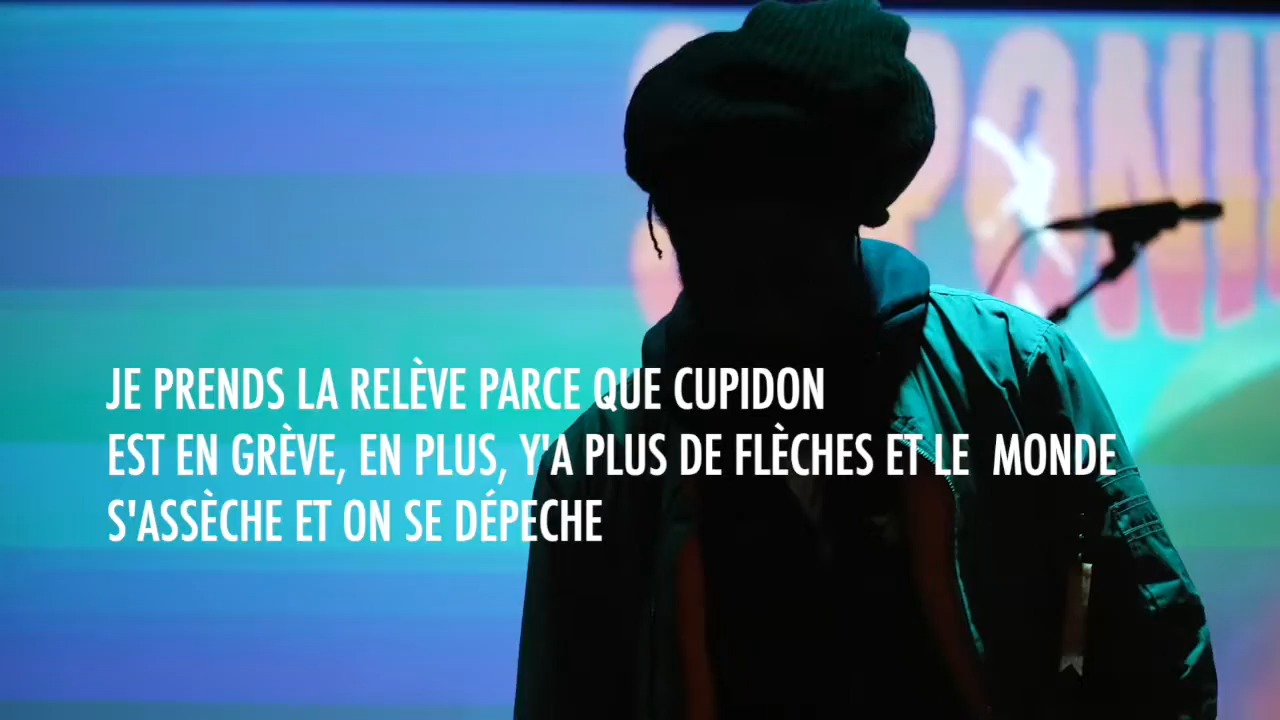 PONI
JE PRENDS LA RELÈVE PARCE QUE CUPIDON
EST EN GRÈVE, EN PLUS, Y'A PLUS DE FLÈCHES ET LE  MONDE
S'ASSÈCHE ET ON SE DÉPECHE